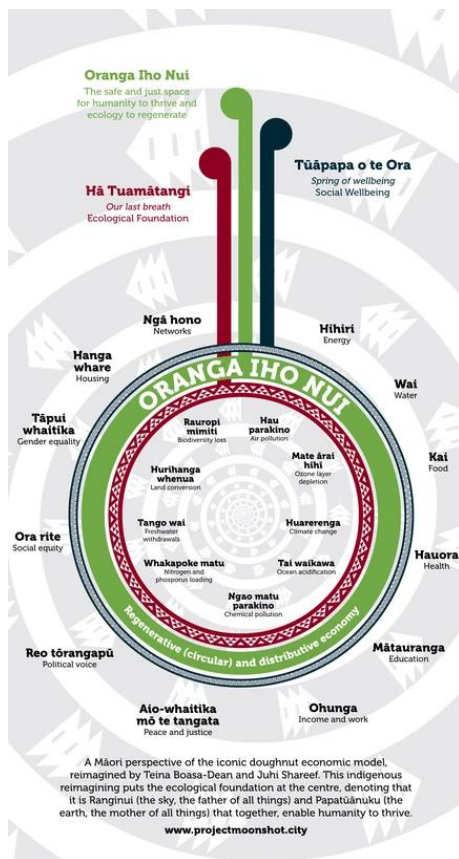 Oranga Iho Nui
The safe and just space
for humanity to thrive and
ecology to regenerate
Tūāpapa o te Ora
Spring of wellbeing
Social Wellbeing
Hā Tuamātangi
Our last breath
Ecological Foundation
Ngā hono
Networks
Hihiri
Energy
Hanga
whare
Housing
Wai
Water
Tāpui
whaitika
Gender equality
Kai
Food
Ora rite
Social equity
Hauora
Health
Reo tōrangapū
Political voice
Mātauranga
Education
Aio-whaitika
mō te tangata
Peace and justice
Ohunga
Income and work
ORANGA IHO NUI
Rauropi
mimiti
Biodiversity loss
Hau
parakino
Air pollution
Hurihanga
whenua
Land conversion
Mate ārai
hihi
Ozone layer
depletion
Tango wai
Freshwater
withdrawals
Huarerenga
Climate change
Whakapoke matu
Nitrogen and
phosporus loading
Tai waikawa
Ocean acidification
Ngao matu
parakino
Chemical pollution
Regenerative (circular) and distributive economy
A Māori perspective of the iconic doughnut economic model,
reimagined by Teina Boasa-Dean and Juhi Shareef. This indigenous
reimagining puts the ecological foundation at the centre, denoting that
it is Ranginui (the sky, the father of all things) and Papatūānuku (the
earth, the mother of all things) that together, enable humanity to thrive.
www.projectmoonshot.city